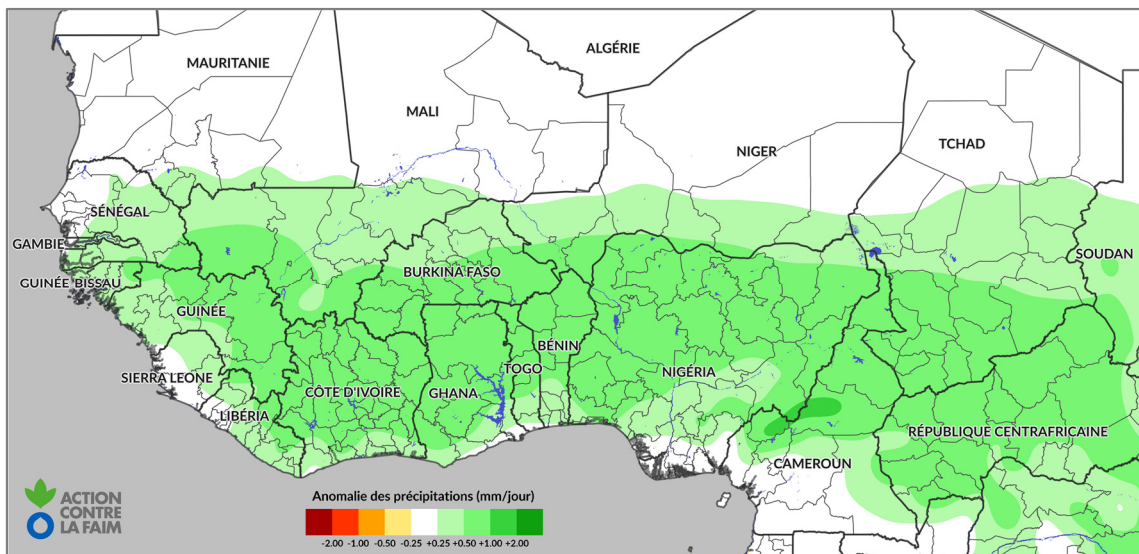 ALGÉRIE
MAURITANIE
MALI
TCHAD
NIGER
SÉNÉGAL
GAMBIE
SOUDAN
BURKINA FASO
GUINÉE BISSAU
GUINÉE
BÉNIN
TOGO
NIGÉRIA
SIERRA LEONE
CÔTE D'IVOIRE
GHANA
LIBÉRIA
RÉPUBLIQUE CENTRAFRICAINE
CAMEROUN
ACTION
CONTRE
LA FAIM
Anomalie des précipitations (mm/jour)
-2.00 -1.00 -0.50 -0.25 +0.25 +0.50 +1.00 +2.00